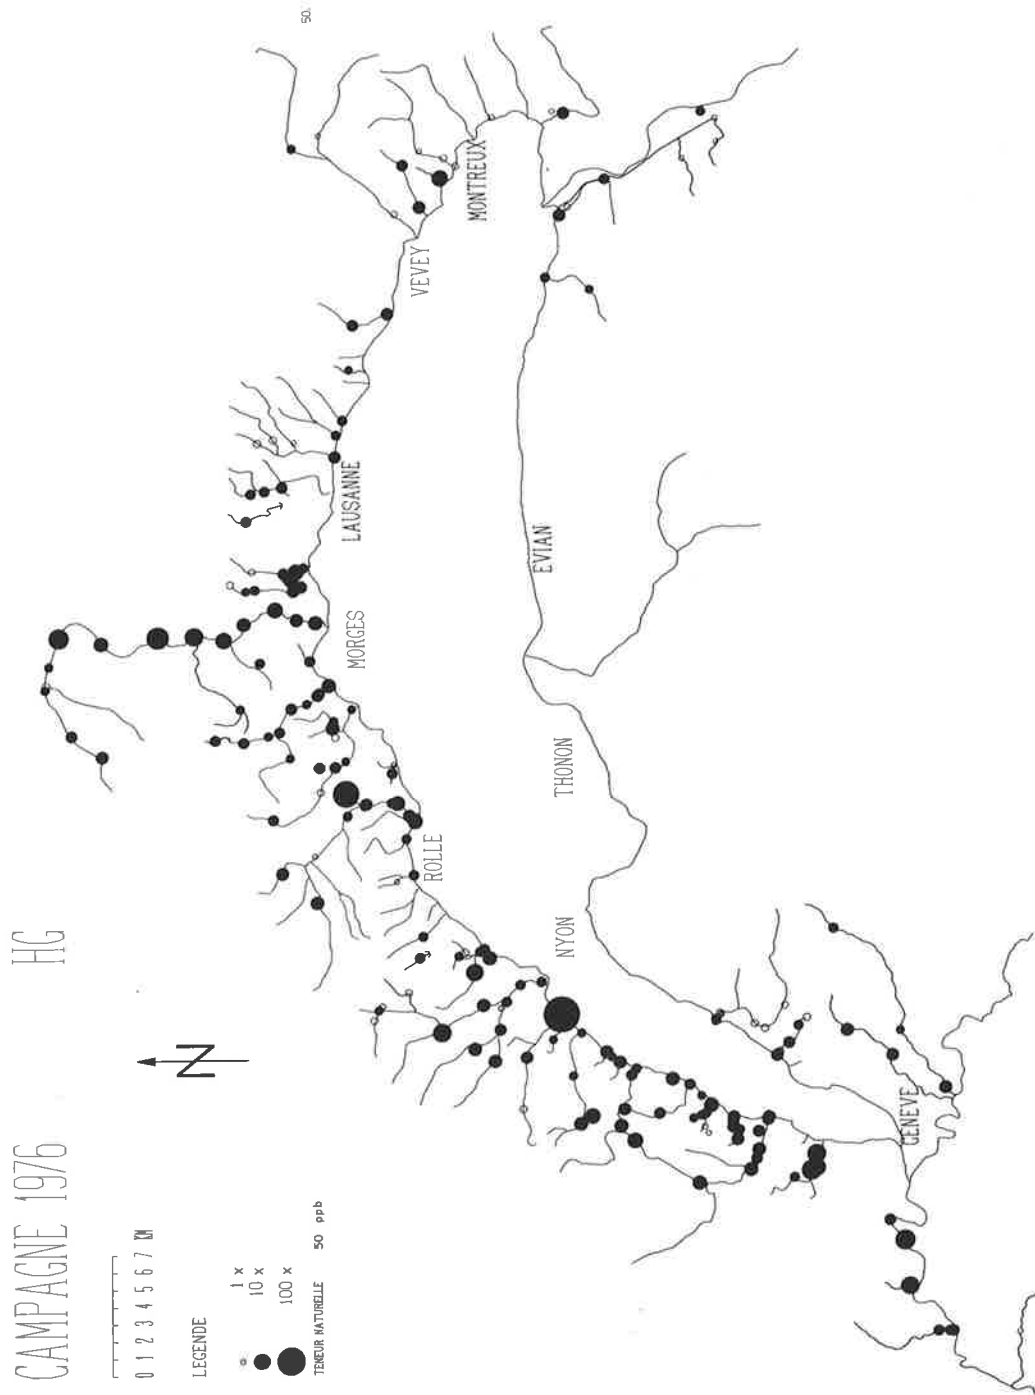 CAMPAGNE 1976
HG
0 1 2 3 4 5 6 7 KM
N
LEGENDE
1 x
10 x
100 x
TENEUR NATURELLE 50 ppb
GENEVE
NYON
ROLLE
THONON
MORGES
EVIAN
LAUSANNE
VEVEY
MONTREUX
50.